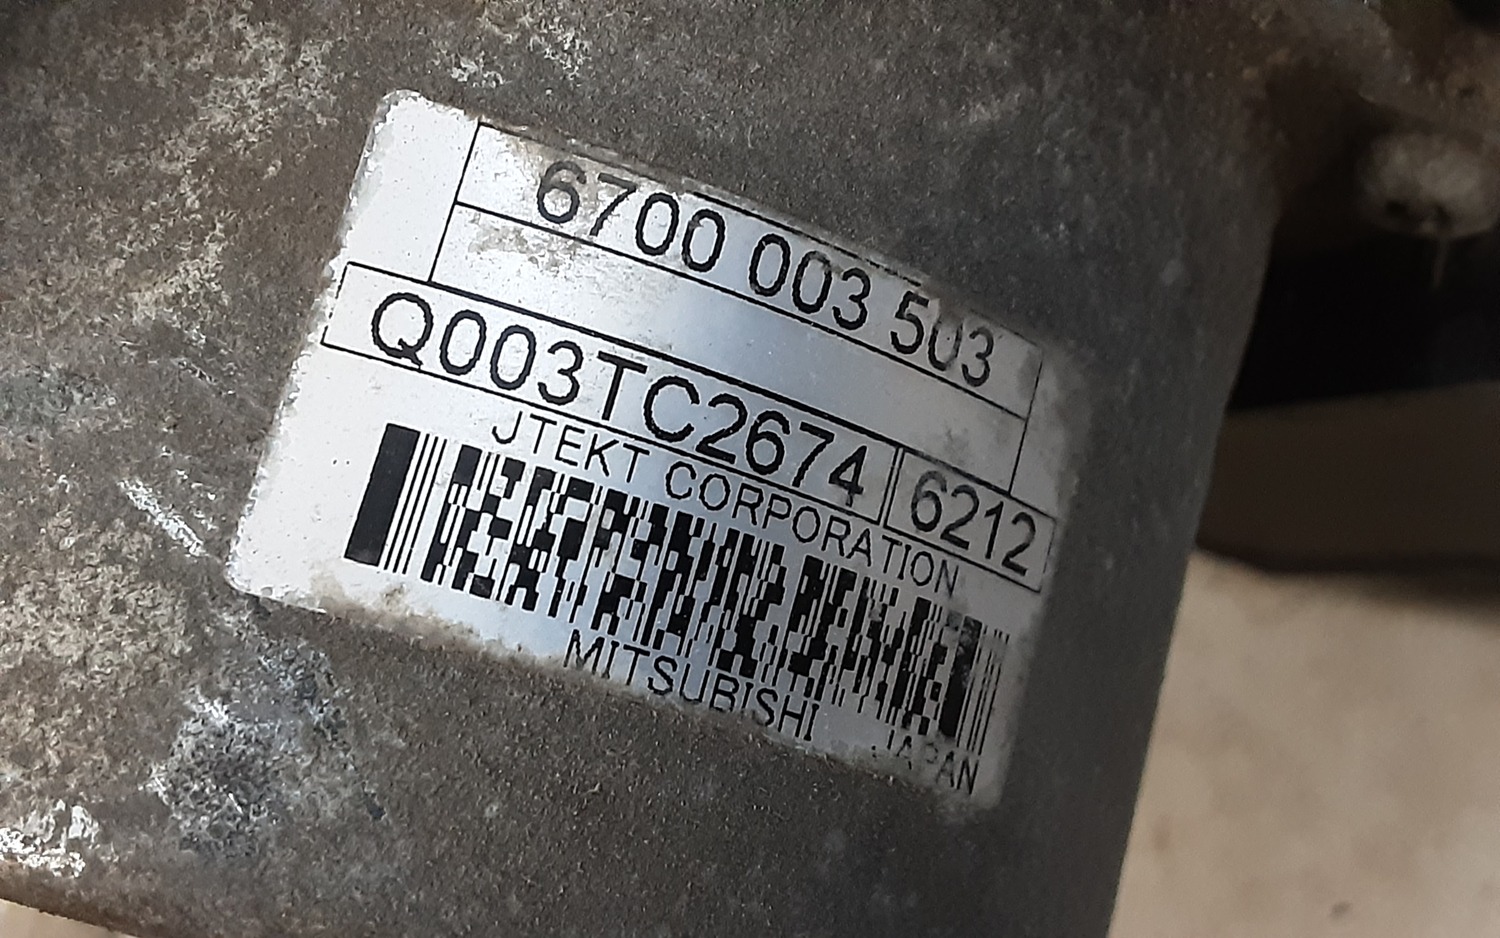 6700 003 503
Q003TC2674 6212
JTEKT CORPORATION
MITSUBISHI
JAPAN